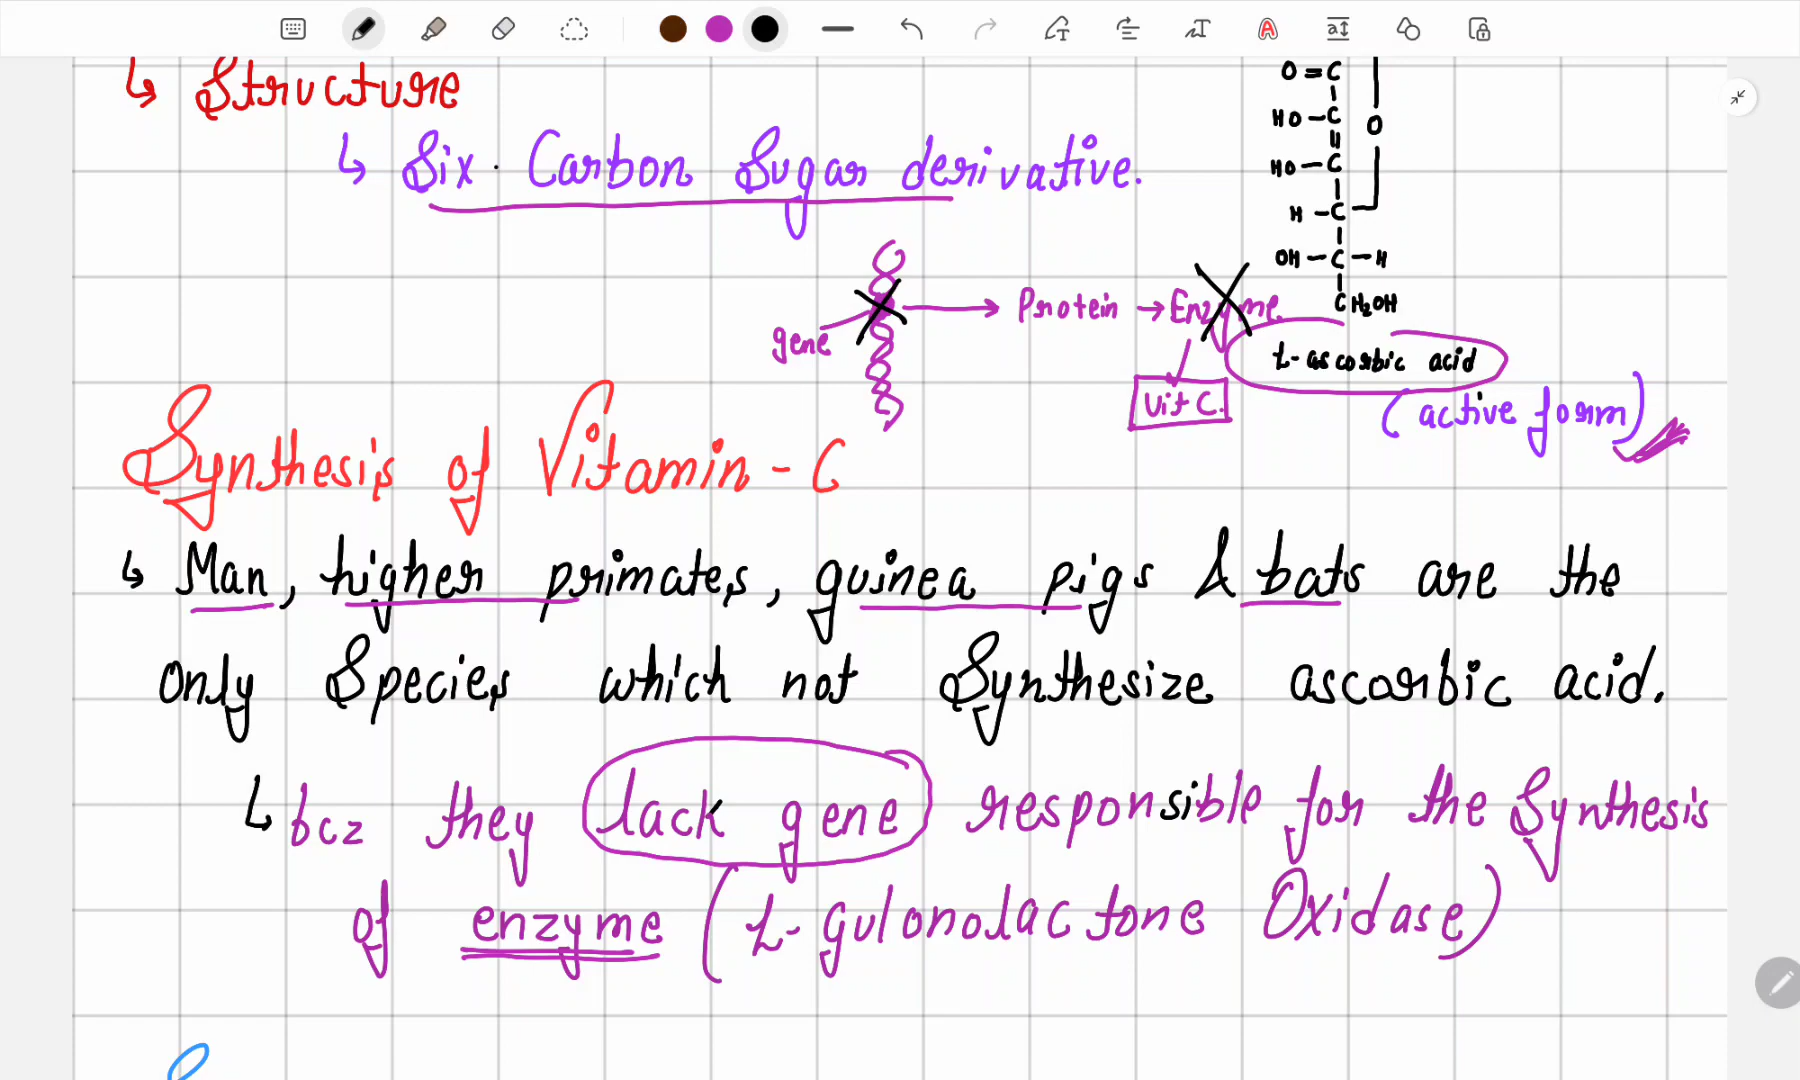 ↳ Structure
↳ Six. Carbon Sugar derivative.
O=C
HO-C
O
HO-C
H-C
OH-C-H
CH₂OH
gene → Protein → Enzyme
Vit C.
L-ascorbic acid
(active form)
Synthesis of Vitamin-C
↳ Man, higher primates, guinea pigs & bats are the
only Species which not Synthesize ascorbic acid.
↳ bcz they lack gene responsible for the Synthesis
of enzyme (L-gulonolactone Oxidase)